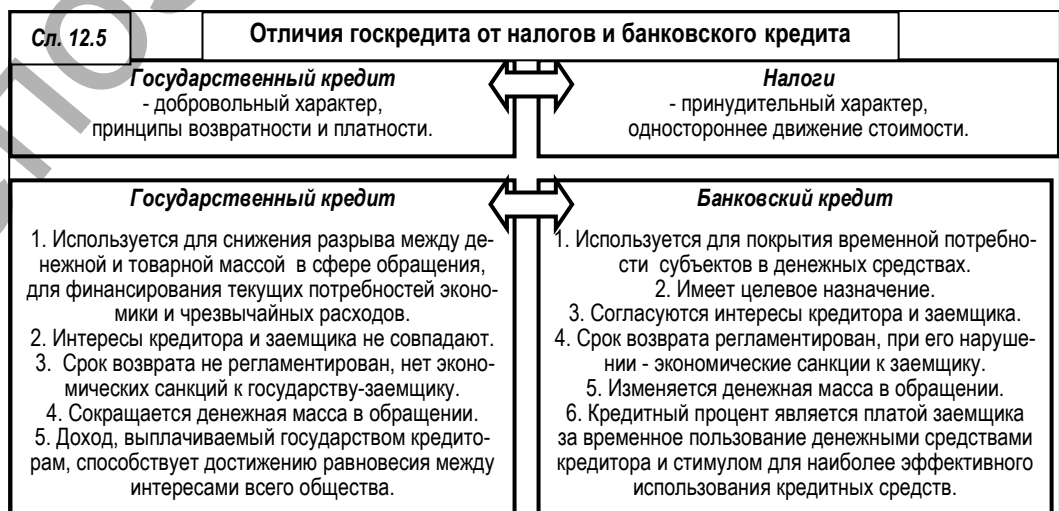 Сл. 12.5
Отличия госкредита от налогов и банковского кредита
Государственный кредит
- добровольный характер,
принципы возвратности и платности.
Налоги
- принудительный характер,
одностороннее движение стоимости.
Государственный кредит
1. Используется для снижения разрыва между де-
нежной и товарной массой в сфере обращения,
для финансирования текущих потребностей эконо-
мики и чрезвычайных расходов.
2. Интересы кредитора и заемщика не совпадают.
3. Срок возврата не регламентирован, нет эконо-
мических санкций к государству-заемщику.
4. Сокращается денежная масса в обращении.
5. Доход, выплачиваемый государством кредито-
рам, способствует достижению равновесия между
интересами всего общества.
Банковский кредит
1. Используется для покрытия временной потребно-
сти субъектов в денежных средствах.
2. Имеет целевое назначение.
3. Согласуются интересы кредитора и заемщика.
4. Срок возврата регламентирован, при его наруше-
нии - экономические санкции к заемщику.
5. Изменяется денежная масса в обращении.
6. Кредитный процент является платой заемщика
за временное пользование денежными средствами
кредитора и стимулом для наиболее эффективного
использования кредитных средств.